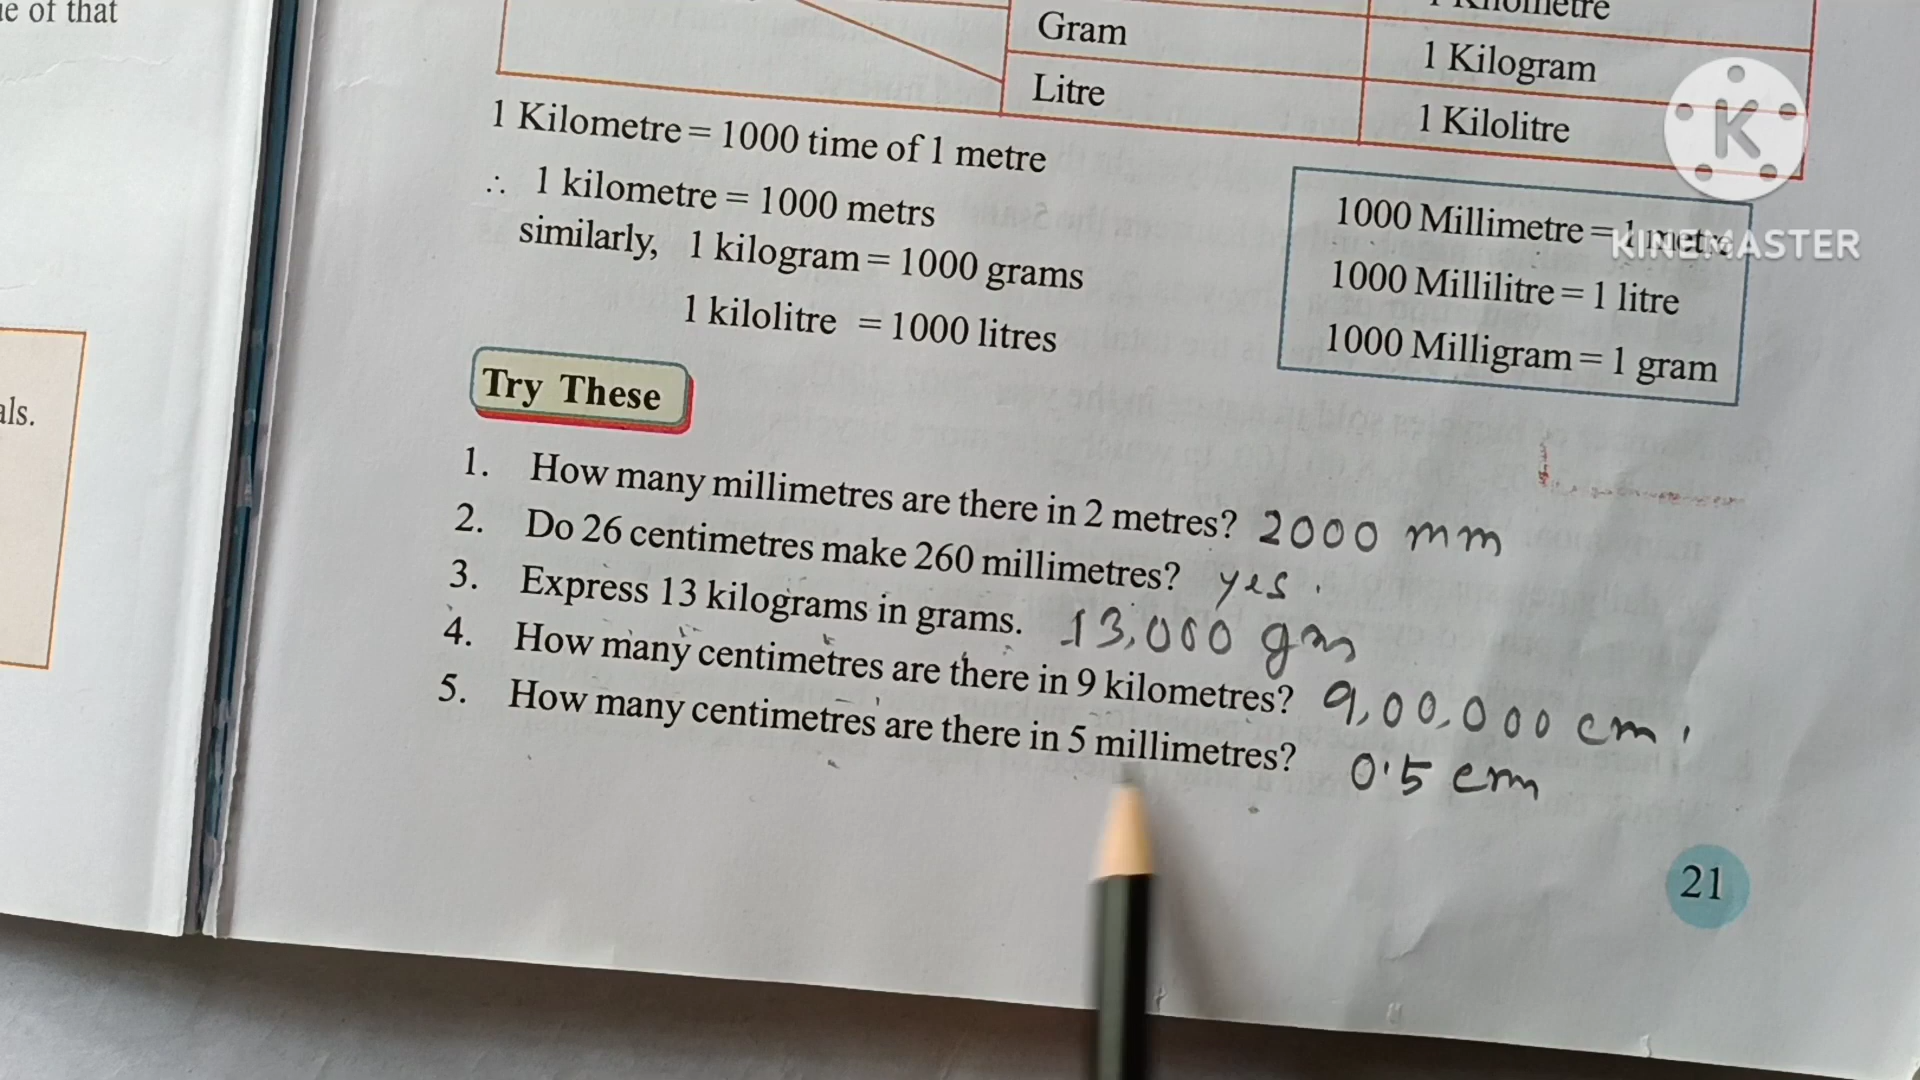 e of that
als.
Gram
1 Kilogram
Litre
1 Kilolitre
1 Kilometre = 1000 time of 1 metre
∴ 1 kilometre = 1000 metrs
similarly, 1 kilogram = 1000 grams
1 kilolitre = 1000 litres
1000 Millimetre = 1 metre
1000 Millilitre = 1 litre
1000 Milligram = 1 gram
K
KINEMASTER
Try These
1. How many millimetres are there in 2 metres? 2000 mm
2. Do 26 centimetres make 260 millimetres? yes.
3. Express 13 kilograms in grams. 13,000 gm
4. How many centimetres are there in 9 kilometres? 9,00,000 cm.
5. How many centimetres are there in 5 millimetres? 0.5 cm
21